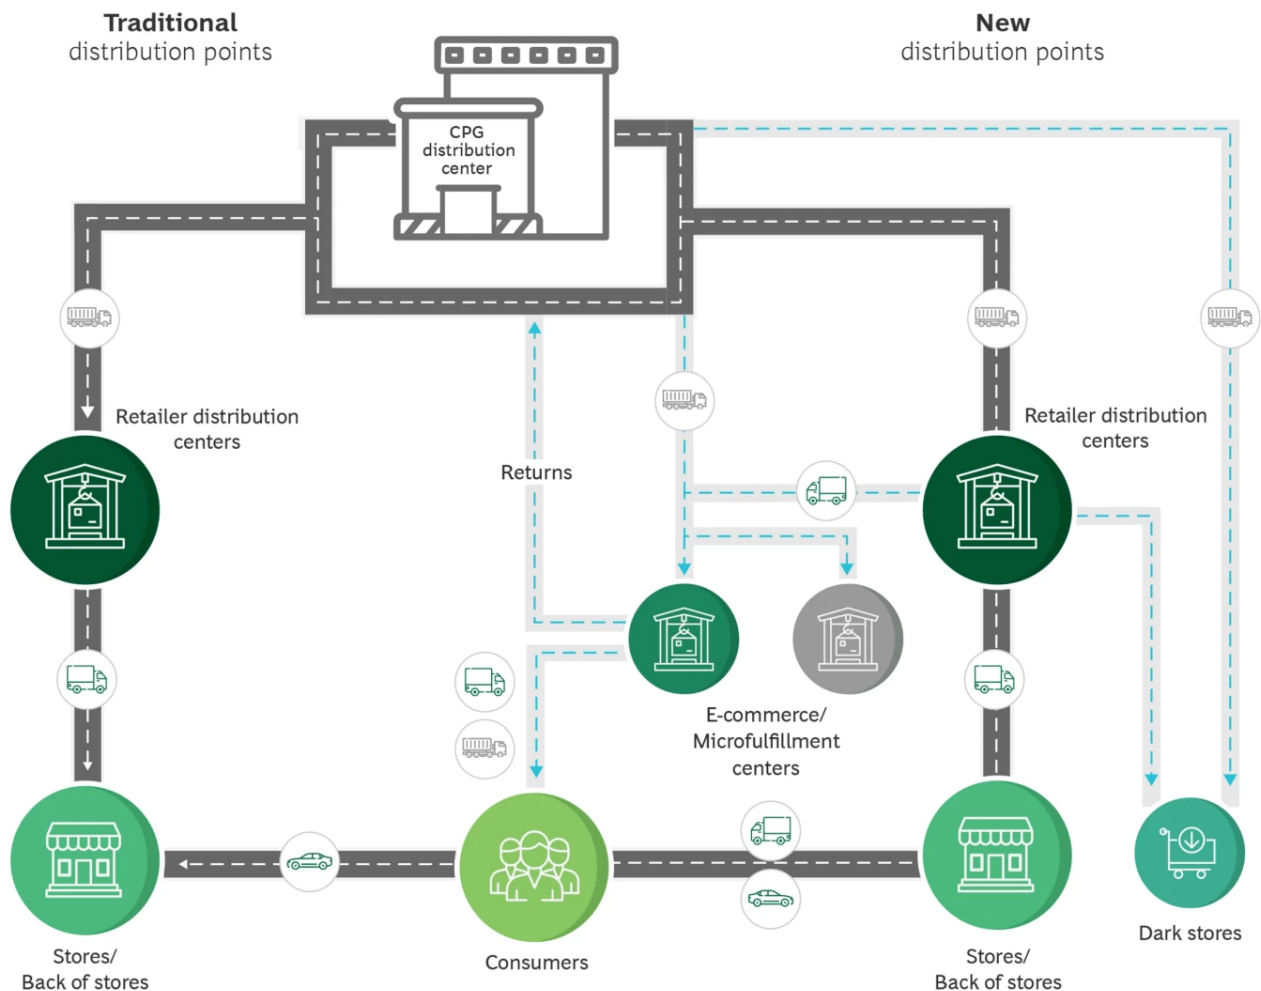 Traditional
distribution points
New
distribution points
CPG
distribution
center
Retailer distribution
centers
Retailer distribution
centers
Returns
E-commerce/
Microfulfillment
centers
Dark stores
Stores/
Back of stores
Consumers
Stores/
Back of stores